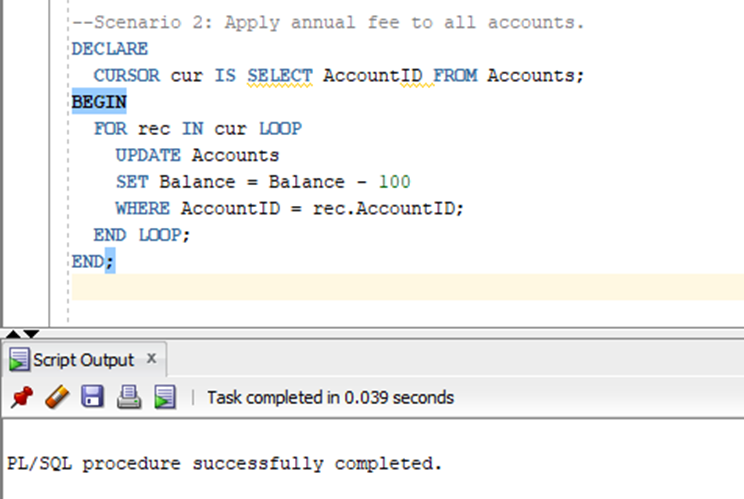 --Scenario 2: Apply annual fee to all accounts.
DECLARE
  CURSOR cur IS SELECT AccountID FROM Accounts;
BEGIN
  FOR rec IN cur LOOP
    UPDATE Accounts
    SET Balance = Balance - 100
    WHERE AccountID = rec.AccountID;
  END LOOP;
END;
Script Output x
Task completed in 0.039 seconds
PL/SQL procedure successfully completed.